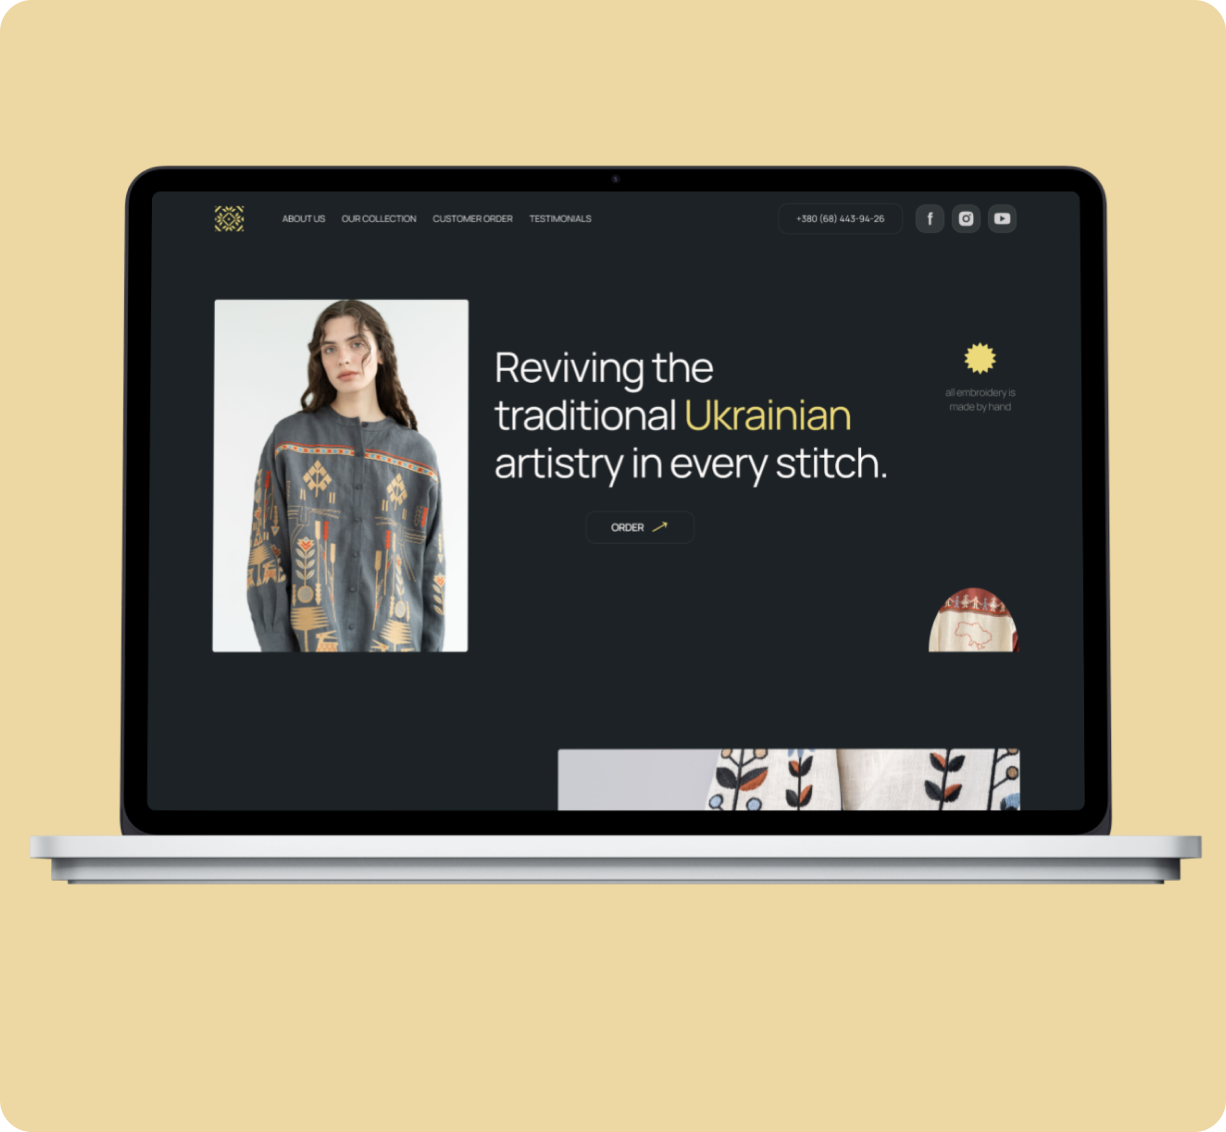 ABOUT US
OUR COLLECTION
CUSTOMER ORDER
TESTIMONIALS
+380 (68) 443-94-26
Reviving the
traditional Ukrainian
artistry in every stitch.
all embroidery is
made by hand
ORDER